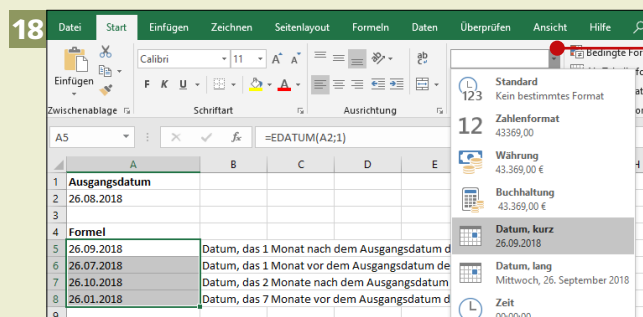 18
Datei Start Einfügen Zeichnen Seitenlayout Formeln Daten Überprüfen Ansicht Hilfe
Calibri 11 A A ab
Einfügen F K U A
Zwischenablage Schriftart Ausrichtung
Bedingte For
A5 fx =EDATUM(A2;1)
A B C D E H
1 Ausgangsdatum
2 26.08.2018
3
4 Formel
5 26.09.2018 Datum, das 1 Monat nach dem Ausgangsdatum d
6 26.07.2018 Datum, das 1 Monat vor dem Ausgangsdatum de
7 26.10.2018 Datum, das 2 Monate nach dem Ausgangsdatum
8 26.01.2018 Datum, das 7 Monate vor dem Ausgangsdatum d
9
123 Standard
Kein bestimmtes Format
12 Zahlenformat
43369,00
Währung
43.369,00 €
Buchhaltung
43.369,00 €
Datum, kurz
26.09.2018
Datum, lang
Mittwoch, 26. September 2018
Zeit
00:00:00